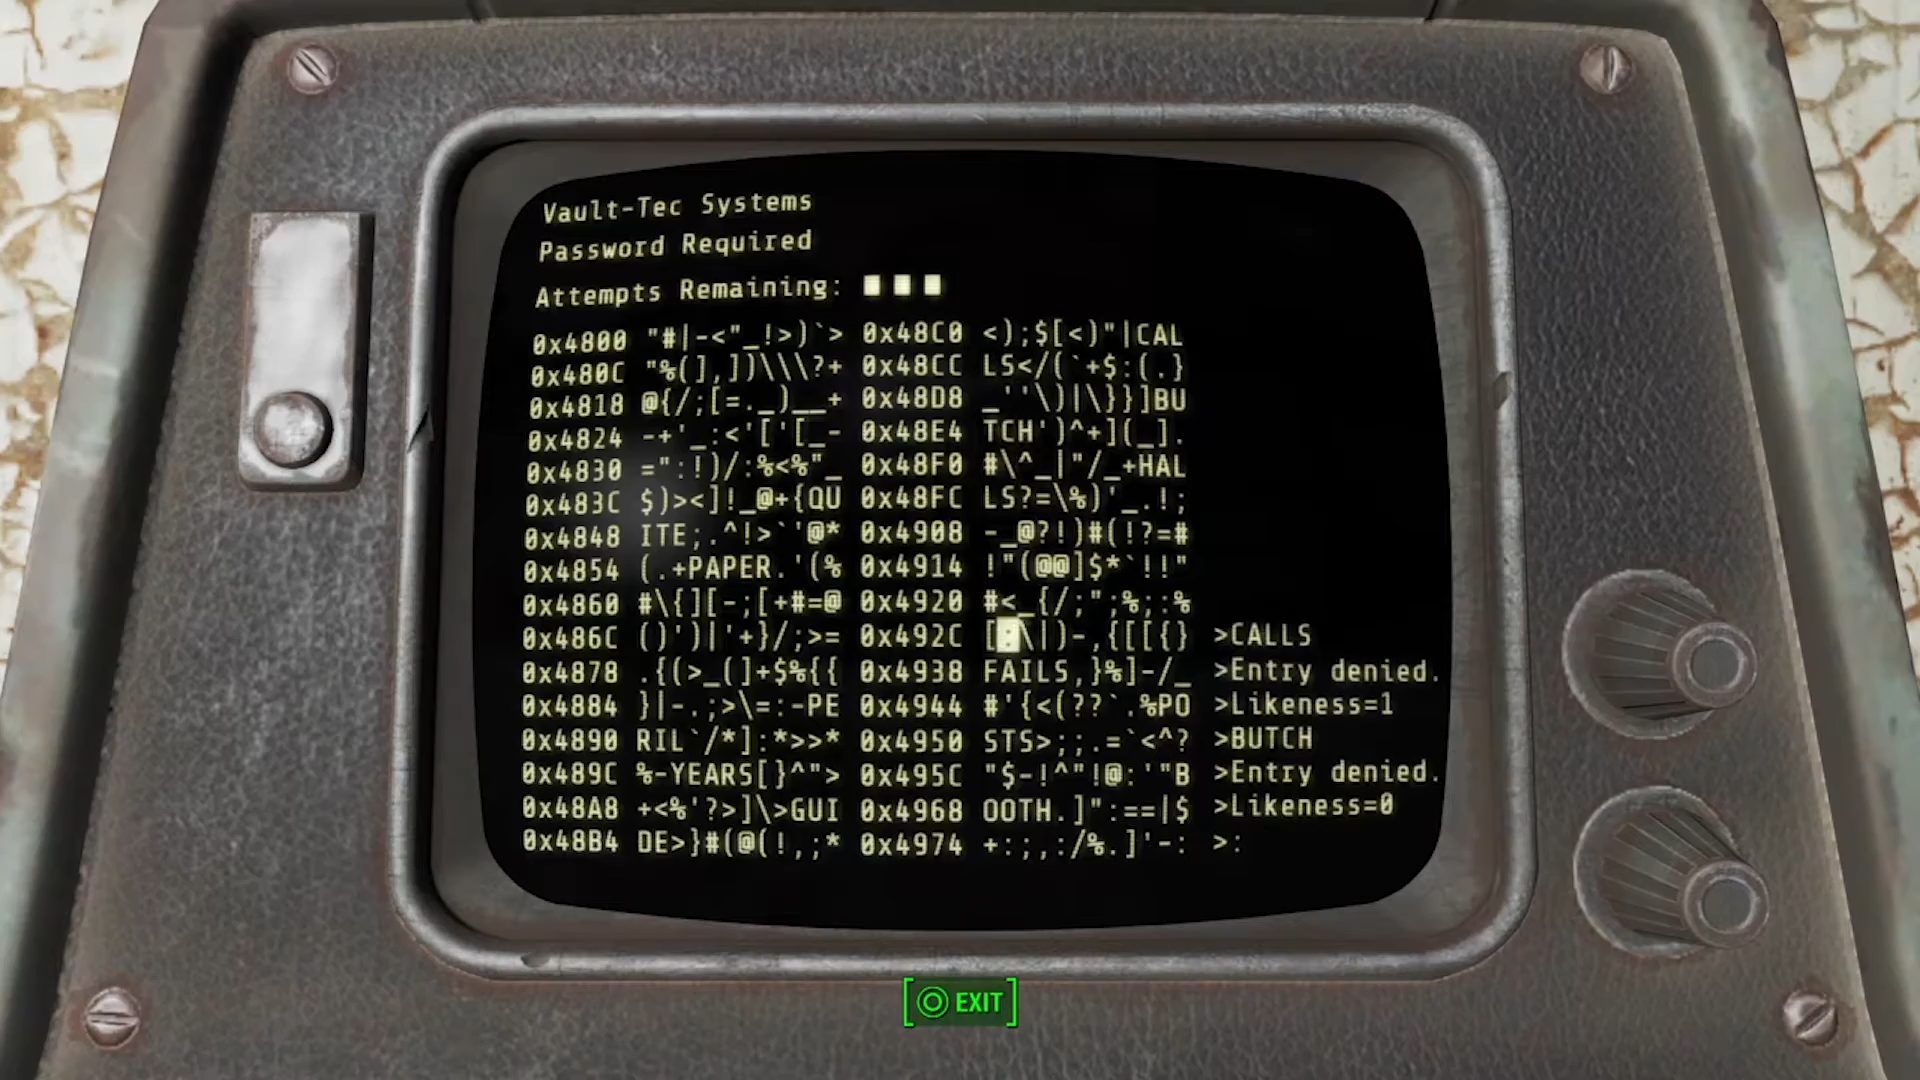 Vault-Tec Systems
Password Required
Attempts Remaining: ■ ■ ■
0x4800 "#|-<"_!>)`> 0x48C0 <);$[<)"|CAL
0x480C "%(],])\\\?+ 0x48CC LS</(`+$:(.}
0x4818 @{/;[=._)__+ 0x48D8 _''\)|\}}]BU
0x4824 -+'_:<'['[_- 0x48E4 TCH')^+](_].
0x4830 =":!)/:%<%"_ 0x48F0 #\^_|"/_+HAL
0x483C $)><]!_@+{QU 0x48FC LS?=\%)'_.!;
0x4848 ITE;.^!>`'@* 0x4908 -_@?!)#(!?=#
0x4854 (.+PAPER.'(% 0x4914 !"(@@]$*`!!"
0x4860 #\{][-;[+#=@ 0x4920 #<_{/;";%;:%
0x486C ()')|'+}/;>= 0x492C [:\|)-,{[[{} >CALLS
0x4878 .{(>_(]+$%{{ 0x4938 FAILS,}%]-/_ >Entry denied.
0x4884 }|-.;>\=:-PE 0x4944 #'{<(??`.%PO >Likeness=1
0x4890 RIL`/*]:*>>* 0x4950 STS>;;.=`<^? >BUTCH
0x489C %-YEARS[}^"> 0x495C "$-!^"!@:'"B >Entry denied.
0x48A8 +<%'?>]\>GUI 0x4968 OOTH.]":==|$ >Likeness=0
0x48B4 DE>}#(@(!,;* 0x4974 +:;,:/%.]'-: >:
EXIT